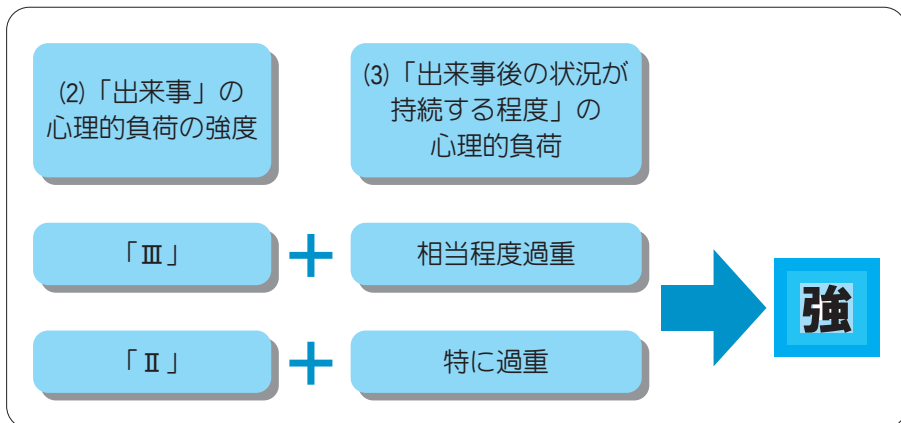 (2)「出来事」の
心理的負荷の強度
(3)「出来事後の状況が
持続する程度」の
心理的負荷
「Ⅲ」
+
相当程度過重
「Ⅱ」
+
特に過重
強